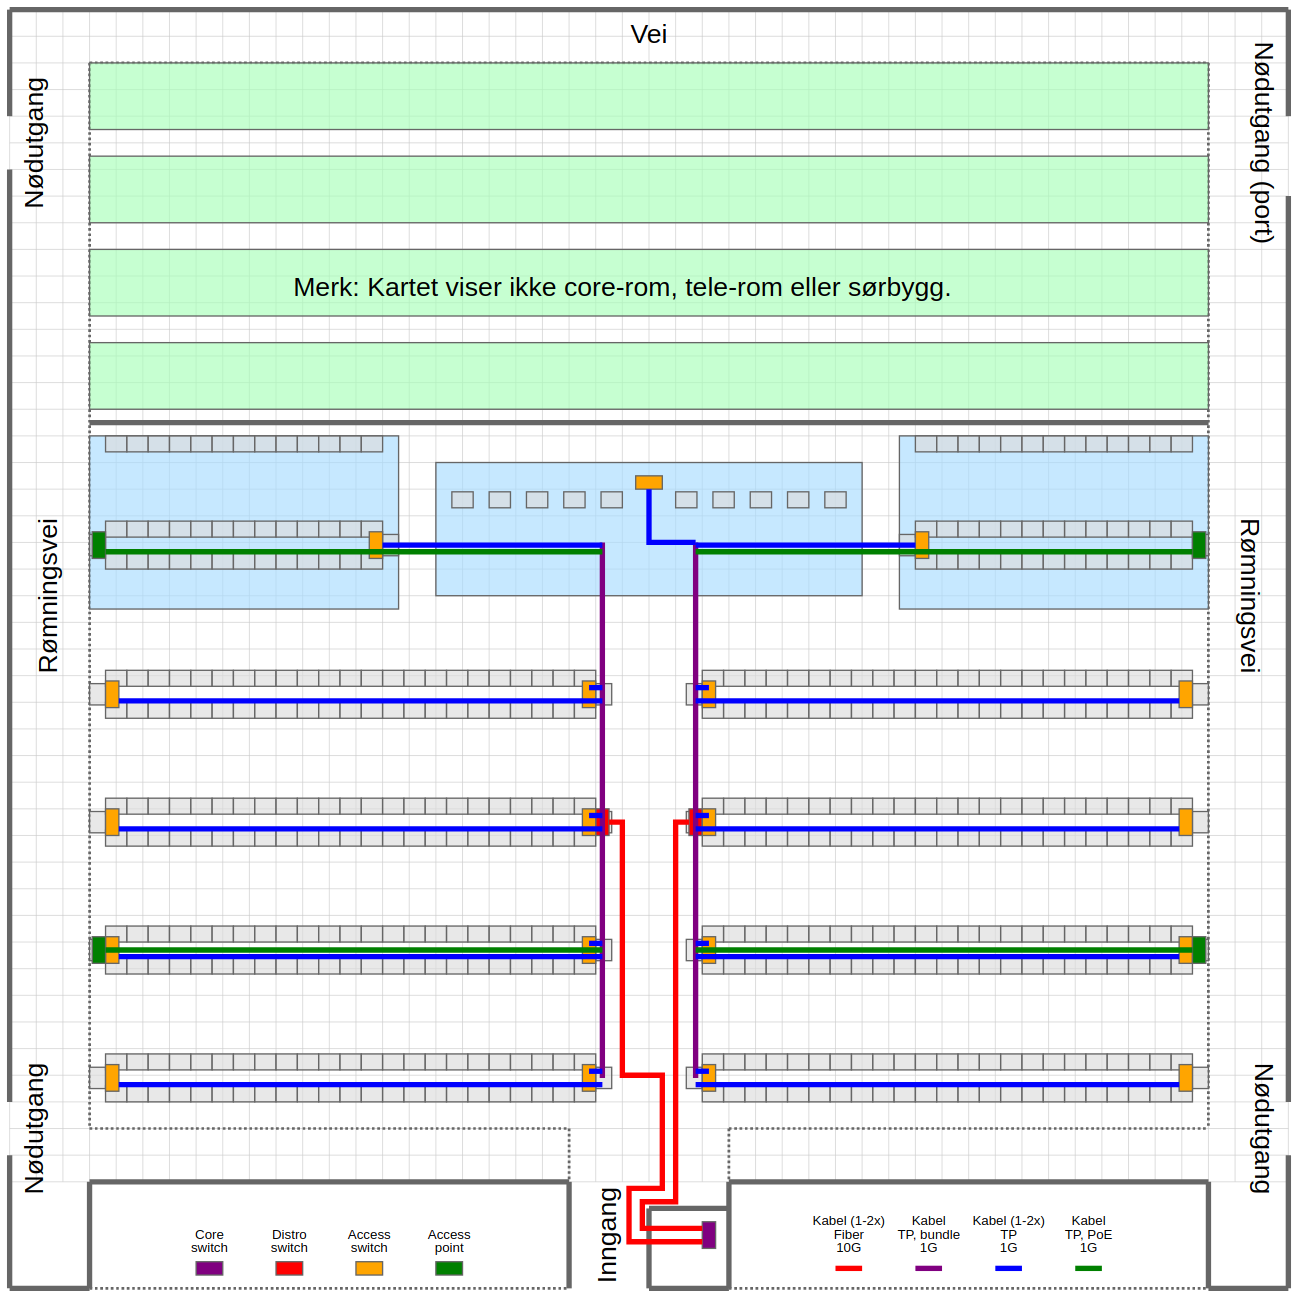 Vei
Nødutgang
Nødutgang (port)
Merk: Kartet viser ikke core-rom, tele-rom eller sørbygg.
Rømningsvei
Rømningsvei
Nødutgang
Nødutgang
Inngang
Core
switch
Distro
switch
Access
switch
Access
point
Kabel (1-2x)
Fiber
10G
Kabel
TP, bundle
1G
Kabel (1-2x)
TP
1G
Kabel
TP, PoE
1G